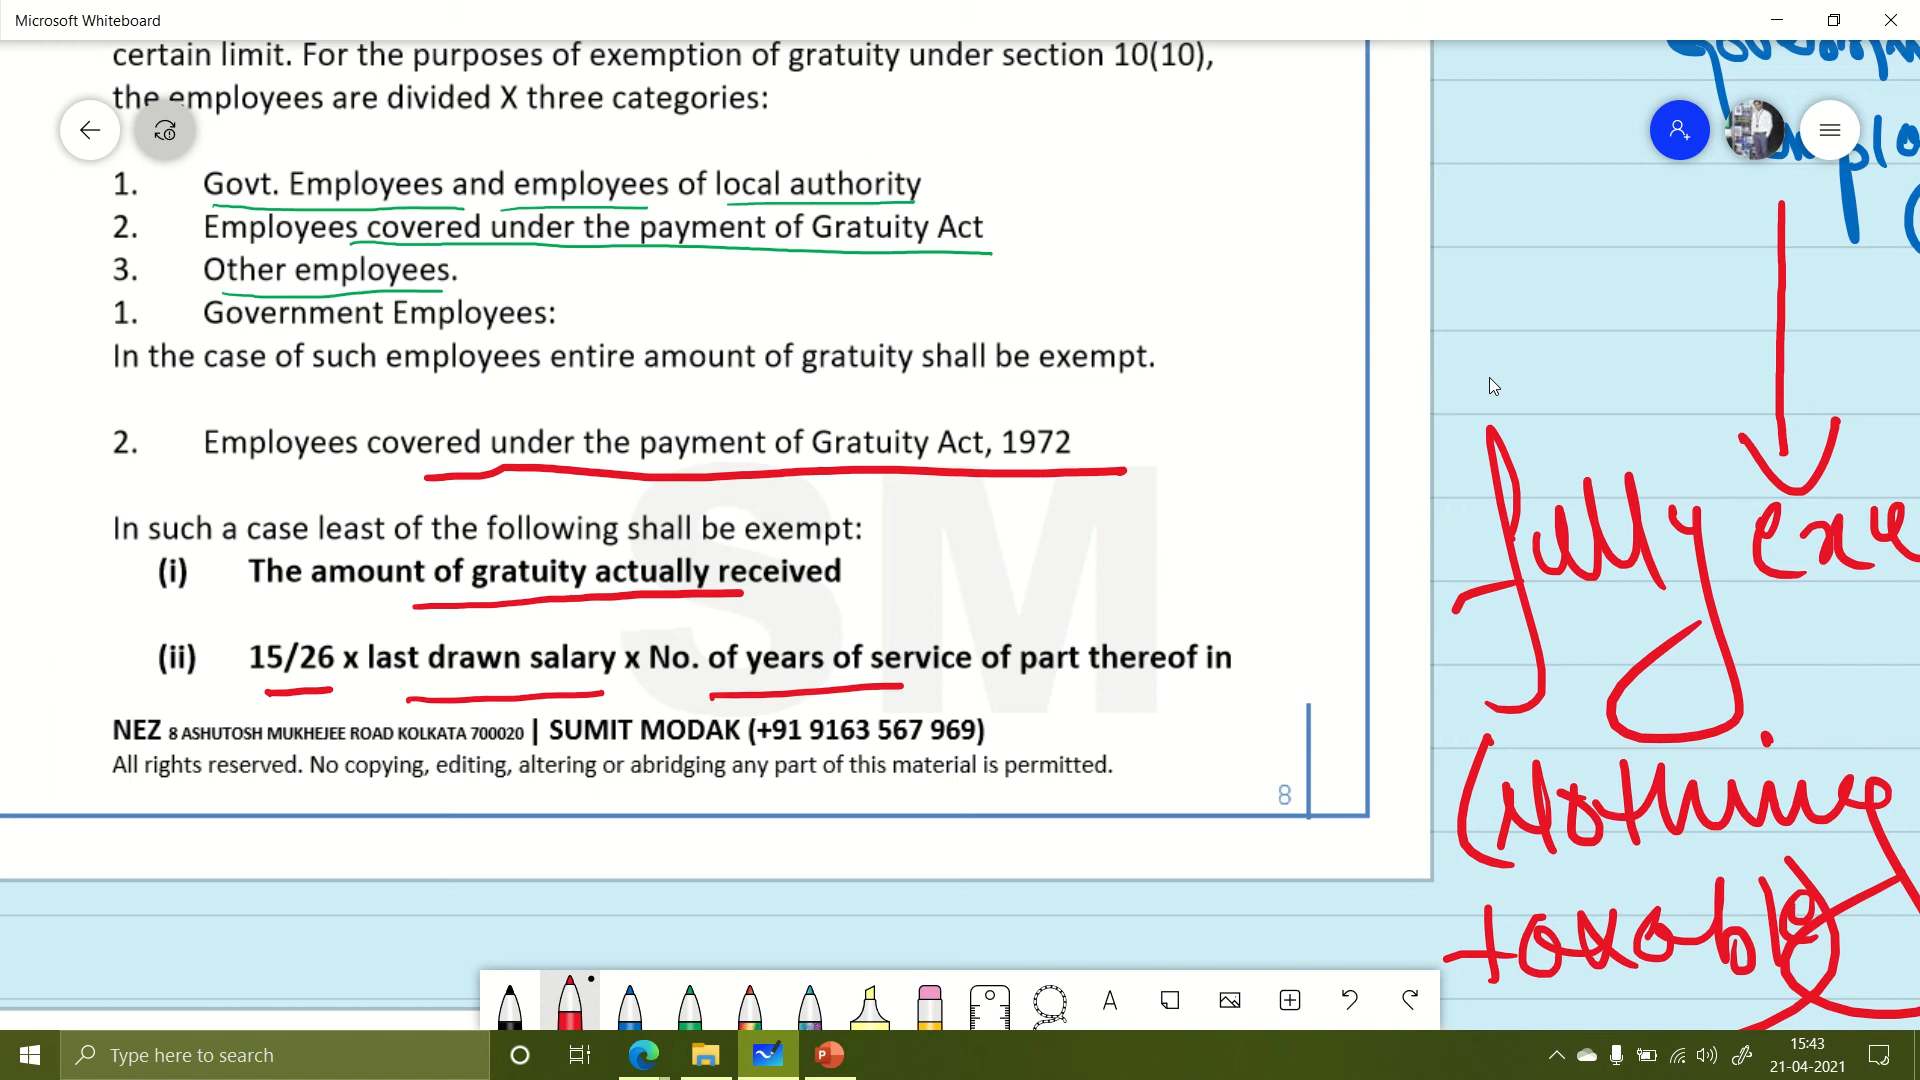 Microsoft Whiteboard
certain limit. For the purposes of exemption of gratuity under section 10(10),
the employees are divided X three categories:
1. Govt. Employees and employees of local authority
2. Employees covered under the payment of Gratuity Act
3. Other employees.
1. Government Employees:
In the case of such employees entire amount of gratuity shall be exempt.
2. Employees covered under the payment of Gratuity Act, 1972
In such a case least of the following shall be exempt:
(i) The amount of gratuity actually received
(ii) 15/26 x last drawn salary x No. of years of service of part thereof in
NEZ 8 ASHUTOSH MUKHEJEE ROAD KOLKATA 700020 | SUMIT MODAK (+91 9163 567 969)
All rights reserved. No copying, editing, altering or abridging any part of this material is permitted.
8
SM
fully exe
(Nothing
taxable
Type here to search
15:43
21-04-2021